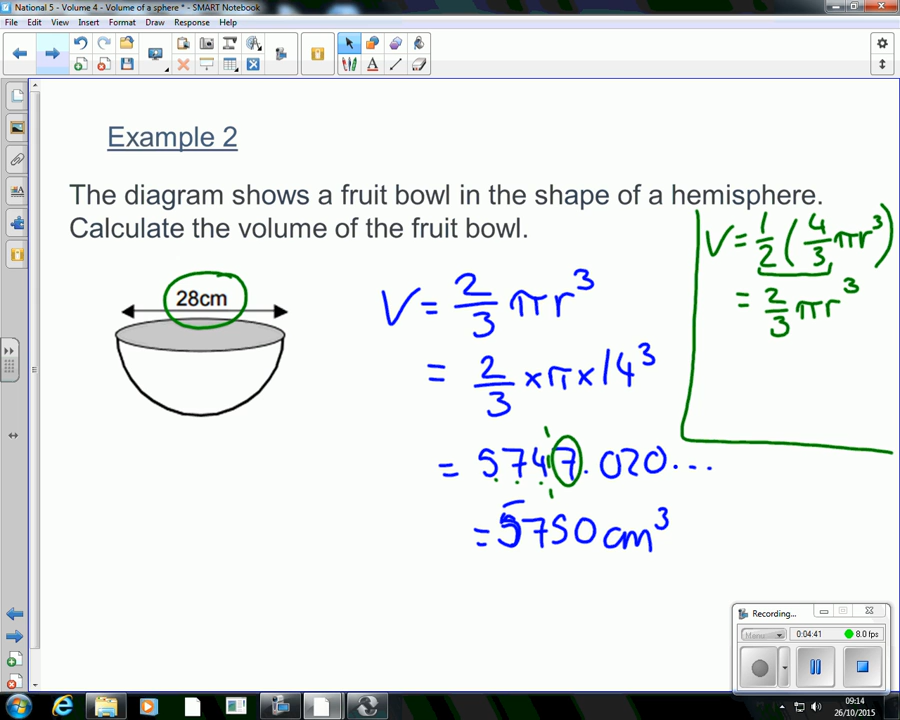 National 5 - Volume 4 - Volume of a sphere * - SMART Notebook
File Edit View Insert Format Draw Response Help
Example 2
The diagram shows a fruit bowl in the shape of a hemisphere.
Calculate the volume of the fruit bowl.
V = 1/2 (4/3 πr³)
= 2/3 πr³
28cm
V = 2/3 πr³
= 2/3 × π × 14³
= 5747.020...
= 5750 cm³
Recording...
Menu
0:04:41 8.0 fps
09:14
26/10/2015